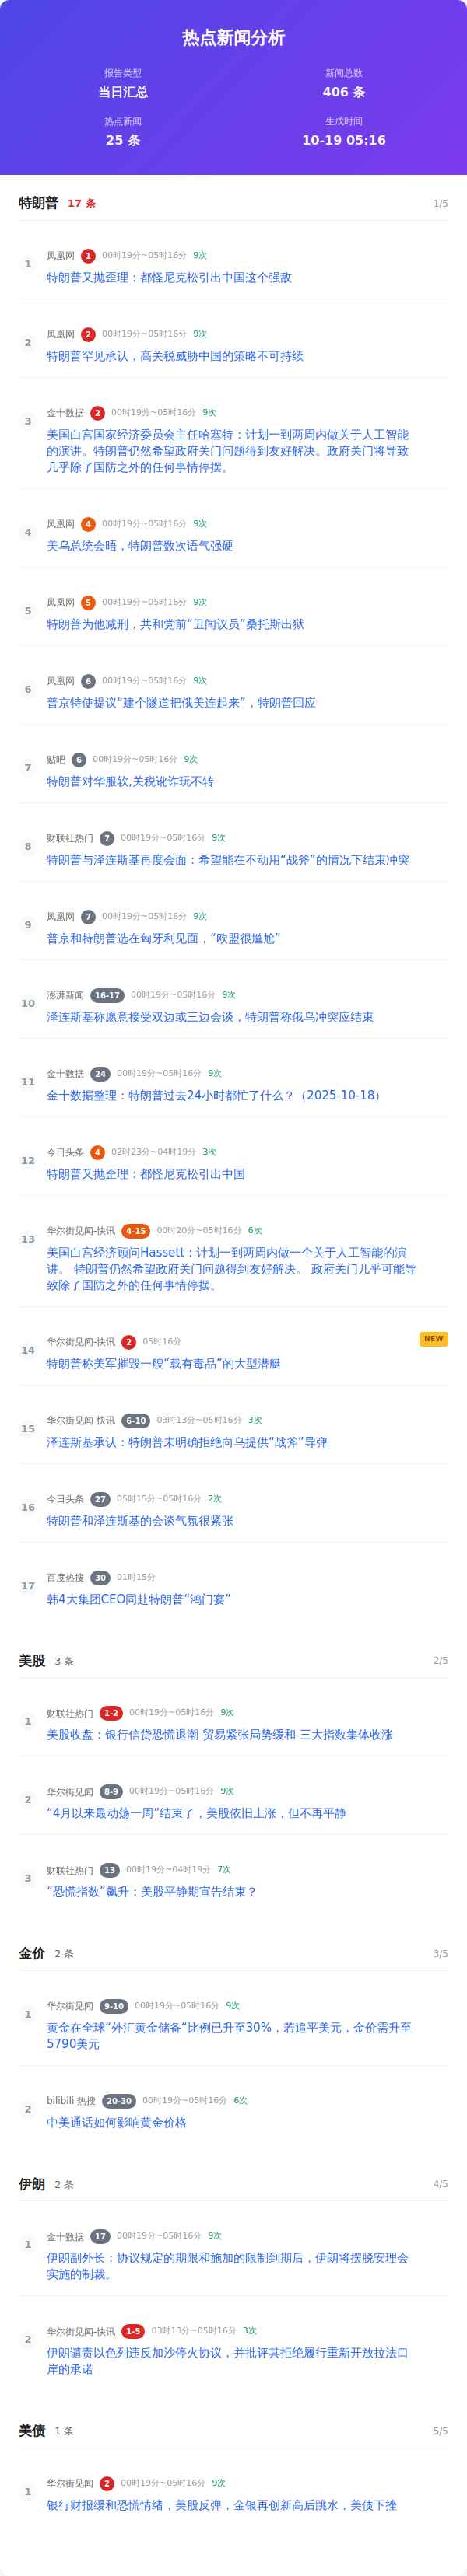 热点新闻分析
报告类型
新闻总数
当日汇总
406 条
热点新闻
生成时间
25 条
10-19 05:16
特朗普 17 条 1/5
1
凤凰网 1 00时19分~05时16分 9次
特朗普又抛歪理：都怪尼克松引出中国这个强敌
2
凤凰网 2 00时19分~05时16分 9次
特朗普罕见承认，高关税威胁中国的策略不可持续
3
金十数据 2 00时19分~05时16分 9次
美国白宫国家经济委员会主任哈塞特：计划一到两周内做关于人工智能
的演讲。特朗普仍然希望政府关门问题得到友好解决。政府关门将导致
几乎除了国防之外的任何事情停摆。
4
凤凰网 4 00时19分~05时16分 9次
美乌总统会晤，特朗普数次语气强硬
5
凤凰网 5 00时19分~05时16分 9次
特朗普为他减刑，共和党前“丑闻议员”桑托斯出狱
6
凤凰网 6 00时19分~05时16分 9次
普京特使提议“建个隧道把俄美连起来”，特朗普回应
7
贴吧 6 00时19分~05时16分 9次
特朗普对华服软,关税讹诈玩不转
8
财联社热门 7 00时19分~05时16分 9次
特朗普与泽连斯基再度会面：希望能在不动用“战斧”的情况下结束冲突
9
凤凰网 7 00时19分~05时16分 9次
普京和特朗普选在匈牙利见面，“欧盟很尴尬”
10
澎湃新闻 16-17 00时19分~05时16分 9次
泽连斯基称愿意接受双边或三边会谈，特朗普称俄乌冲突应结束
11
金十数据 24 00时19分~05时16分 9次
金十数据整理：特朗普过去24小时都忙了什么？（2025-10-18）
12
今日头条 4 02时23分~04时19分 3次
特朗普又抛歪理：都怪尼克松引出中国
13
华尔街见闻-快讯 4-15 00时20分~05时16分 6次
美国白宫经济顾问Hassett：计划一到两周内做一个关于人工智能的演
讲。 特朗普仍然希望政府关门问题得到友好解决。 政府关门几乎可能导
致除了国防之外的任何事情停摆。
14
华尔街见闻-快讯 2 05时16分 NEW
特朗普称美军摧毁一艘“载有毒品”的大型潜艇
15
华尔街见闻-快讯 6-10 03时13分~05时16分 3次
泽连斯基承认：特朗普未明确拒绝向乌提供“战斧”导弹
16
今日头条 27 05时15分~05时16分 2次
特朗普和泽连斯基的会谈气氛很紧张
17
百度热搜 30 01时15分
韩4大集团CEO同赴特朗普“鸿门宴”
美股 3 条 2/5
1
财联社热门 1-2 00时19分~05时16分 9次
美股收盘：银行信贷恐慌退潮 贸易紧张局势缓和 三大指数集体收涨
2
华尔街见闻 8-9 00时19分~05时16分 9次
“4月以来最动荡一周”结束了，美股依旧上涨，但不再平静
3
财联社热门 13 00时19分~04时19分 7次
“恐慌指数”飙升：美股平静期宣告结束？
金价 2 条 3/5
1
华尔街见闻 9-10 00时19分~05时16分 9次
黄金在全球“外汇黄金储备“比例已升至30%，若追平美元，金价需升至
5790美元
2
bilibili 热搜 20-30 00时19分~05时16分 6次
中美通话如何影响黄金价格
伊朗 2 条 4/5
1
金十数据 17 00时19分~05时16分 9次
伊朗副外长：协议规定的期限和施加的限制到期后，伊朗将摆脱安理会
实施的制裁。
2
华尔街见闻-快讯 1-5 03时13分~05时16分 3次
伊朗谴责以色列违反加沙停火协议，并批评其拒绝履行重新开放拉法口
岸的承诺
美债 1 条 5/5
1
华尔街见闻 2 00时19分~05时16分 9次
银行财报缓和恐慌情绪，美股反弹，金银再创新高后跳水，美债下挫